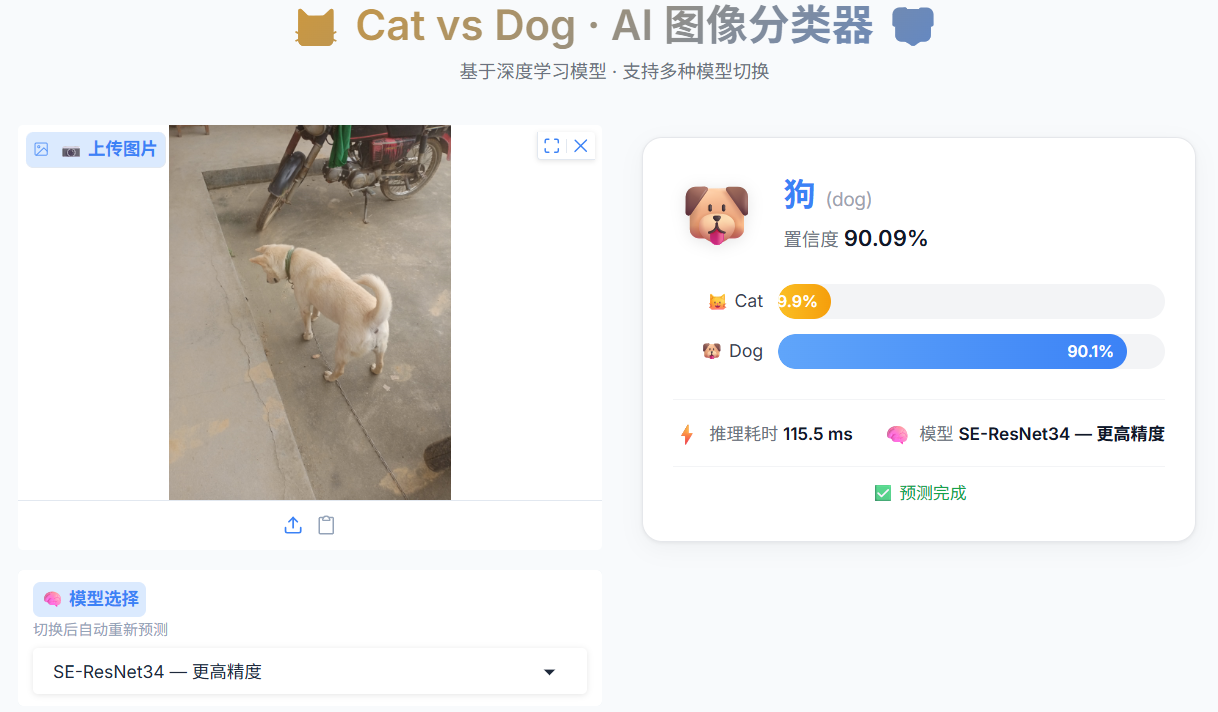 Cat vs Dog · AI 图像分类器
基于深度学习模型 · 支持多种模型切换
上传图片
狗 (dog)
置信度 90.09%
Cat 9.9%
Dog 90.1%
推理耗时 115.5 ms 模型 SE-ResNet34 — 更高精度
预测完成
模型选择
切换后自动重新预测
SE-ResNet34 — 更高精度